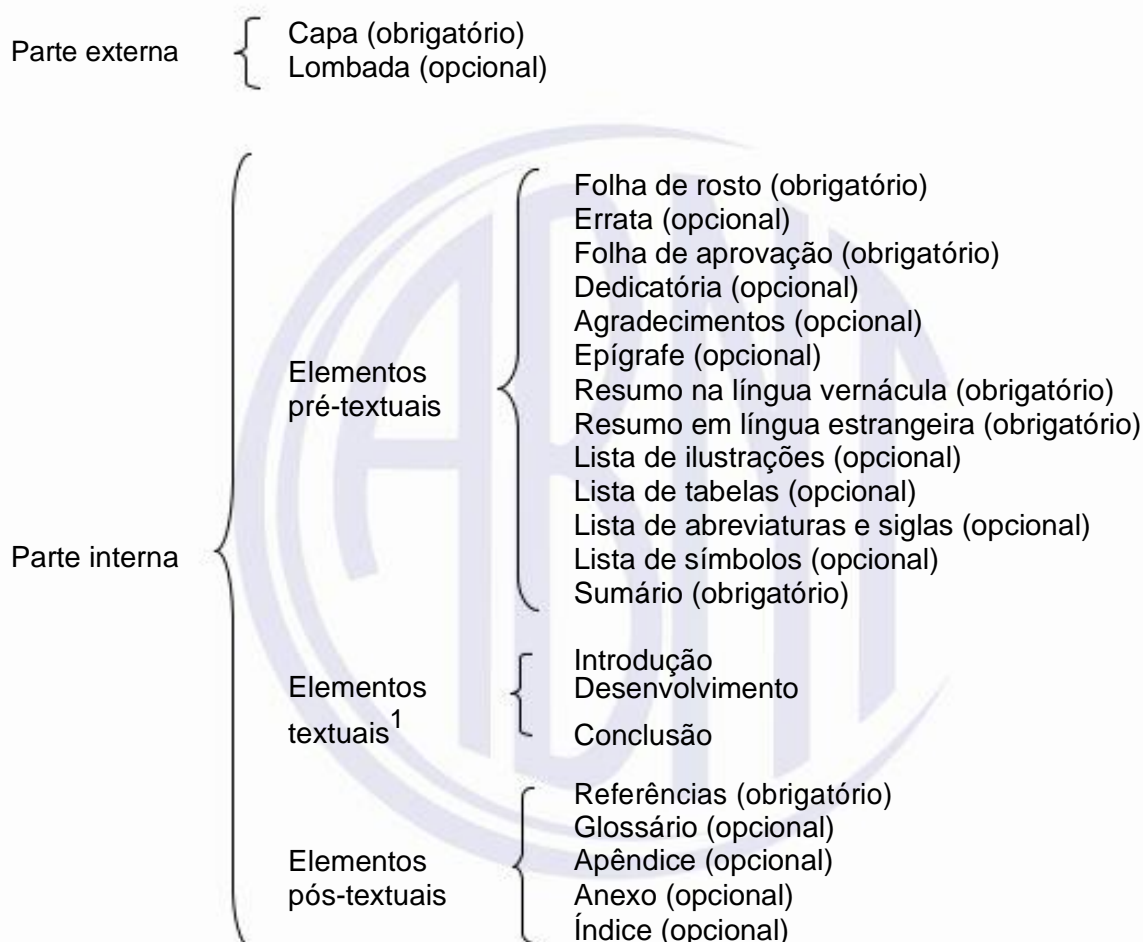 Parte externa
Capa (obrigatório)
Lombada (opcional)
Parte interna
Elementos
pré-textuais
Folha de rosto (obrigatório)
Errata (opcional)
Folha de aprovação (obrigatório)
Dedicatória (opcional)
Agradecimentos (opcional)
Epígrafe (opcional)
Resumo na língua vernácula (obrigatório)
Resumo em língua estrangeira (obrigatório)
Lista de ilustrações (opcional)
Lista de tabelas (opcional)
Lista de abreviaturas e siglas (opcional)
Lista de símbolos (opcional)
Sumário (obrigatório)
Elementos
textuais1
Introdução
Desenvolvimento
Conclusão
Elementos
pós-textuais
Referências (obrigatório)
Glossário (opcional)
Apêndice (opcional)
Anexo (opcional)
Índice (opcional)
ABNT